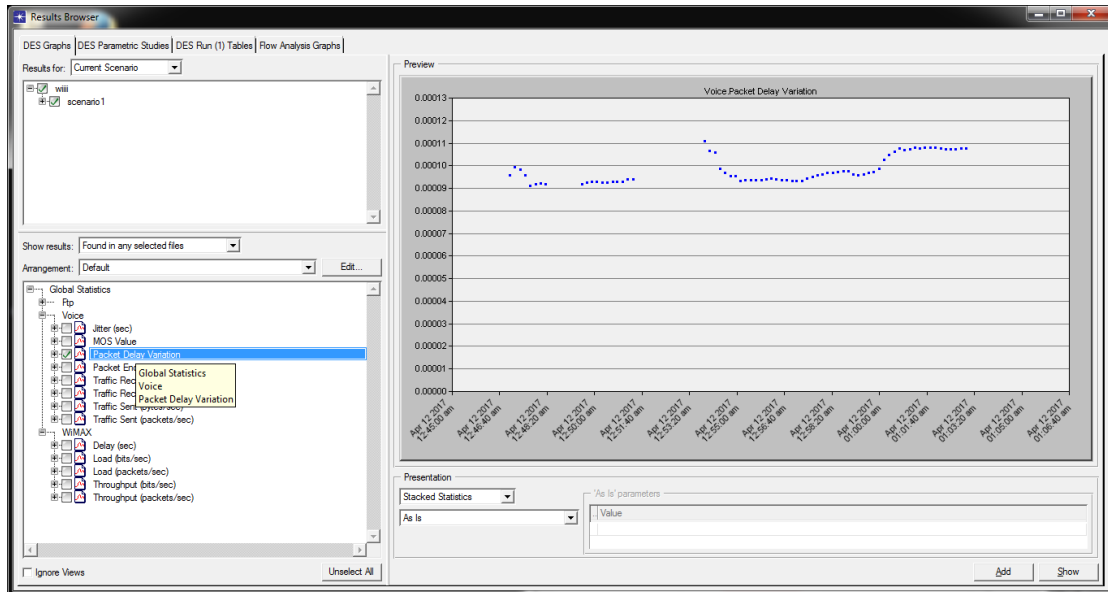 Results Browser
DES Graphs DES Parametric Studies DES Run (1) Tables Flow Analysis Graphs
Results for: Current Scenario
wiii
scenario1
Show results: Found in any selected files
Arrangement: Default Edit...
Global Statistics
Ftp
Voice
Jitter (sec)
MOS Value
Packet Delay Variation
Packet En
Traffic Rec
Traffic Rec
Traffic Sent (bytes/sec)
Traffic Sent (packets/sec)
Global Statistics
Voice
Packet Delay Variation
WiMAX
Delay (sec)
Load (bits/sec)
Load (packets/sec)
Throughput (bits/sec)
Throughput (packets/sec)
Ignore Views Unselect All
Preview
Voice.Packet Delay Variation
0.00013
0.00012
0.00011
0.00010
0.00009
0.00008
0.00007
0.00006
0.00005
0.00004
0.00003
0.00002
0.00001
0.00000
Apr 12 2017
12:45:00 am
Apr 12 2017
12:46:40 am
Apr 12 2017
12:48:20 am
Apr 12 2017
12:50:00 am
Apr 12 2017
12:51:40 am
Apr 12 2017
12:53:20 am
Apr 12 2017
12:55:00 am
Apr 12 2017
12:56:40 am
Apr 12 2017
12:58:20 am
Apr 12 2017
01:00:00 am
Apr 12 2017
01:01:40 am
Apr 12 2017
01:03:20 am
Apr 12 2017
01:05:00 am
Apr 12 2017
01:06:40 am
Presentation
Stacked Statistics
As Is
'As Is' parameters
... Value
Add Show